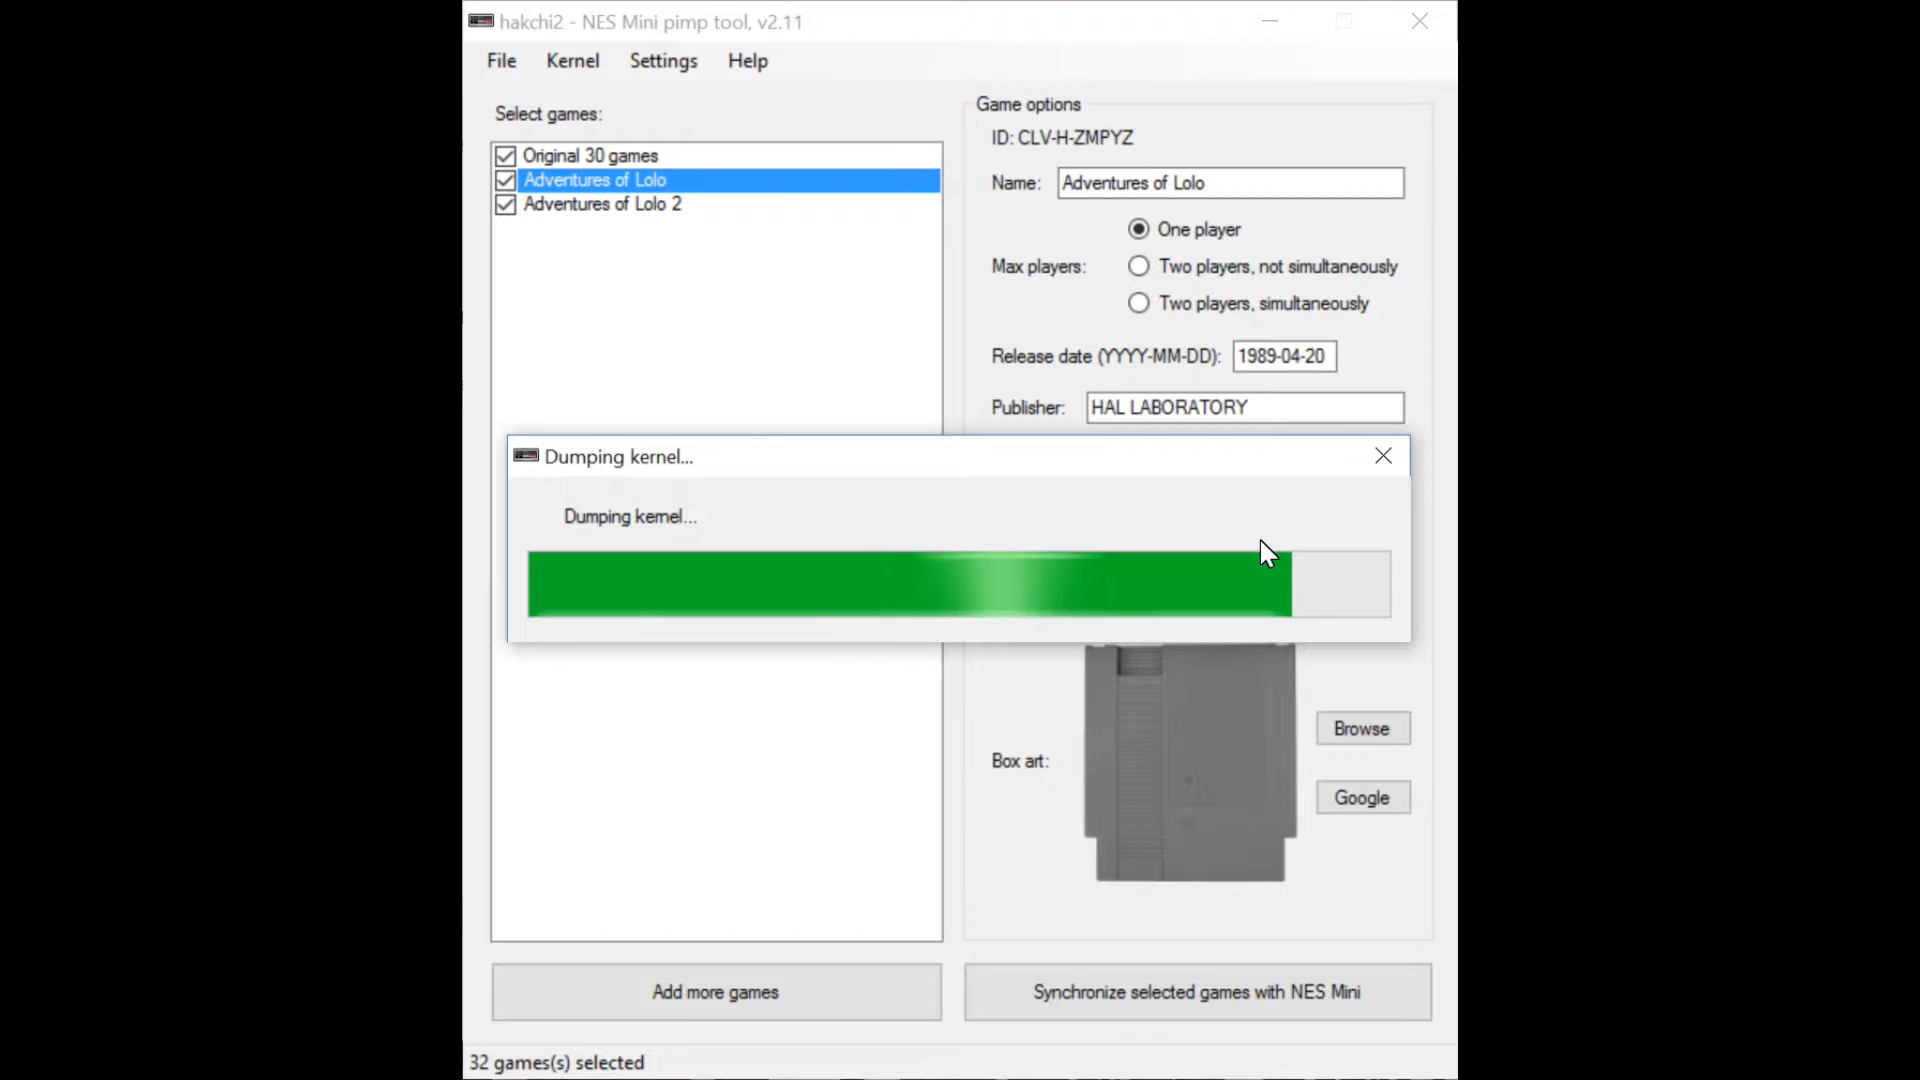 hakchi2 - NES Mini pimp tool, v2.11
File Kernel Settings Help
Select games:
Original 30 games
Adventures of Lolo
Adventures of Lolo 2
Game options
ID: CLV-H-ZMPYZ
Name: Adventures of Lolo
One player
Max players: Two players, not simultaneously
Two players, simultaneously
Release date (YYYY-MM-DD): 1989-04-20
Publisher: HAL LABORATORY
Dumping kernel...
Dumping kernel...
Browse
Box art:
Google
Add more games
Synchronize selected games with NES Mini
32 games(s) selected